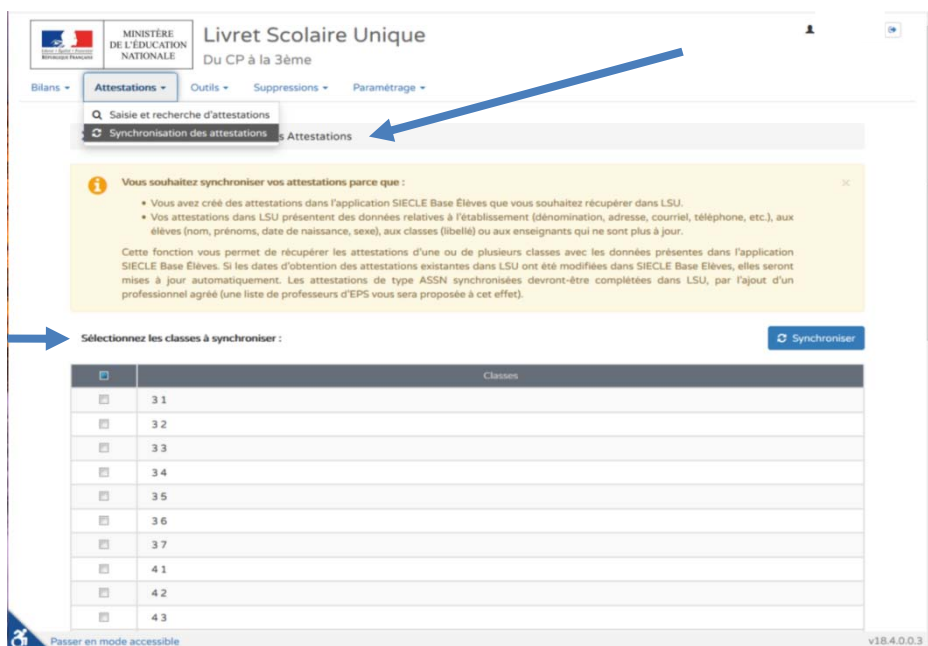 MINISTÈRE
DE L'ÉDUCATION
NATIONALE
Liberté • Égalité • Fraternité
RÉPUBLIQUE FRANÇAISE
Livret Scolaire Unique
Du CP à la 3ème
Bilans Attestations Outils Suppressions Paramétrage
Saisie et recherche d'attestations
Synchronisation des attestations
s Attestations
Vous souhaitez synchroniser vos attestations parce que :
• Vous avez créé des attestations dans l'application SIECLE Base Élèves que vous souhaitez récupérer dans LSU.
• Vos attestations dans LSU présentent des données relatives à l'établissement (dénomination, adresse, courriel, téléphone, etc.), aux
élèves (nom, prénoms, date de naissance, sexe), aux classes (libellé) ou aux enseignants qui ne sont plus à jour.
Cette fonction vous permet de récupérer les attestations d'une ou de plusieurs classes avec les données présentes dans l'application
SIECLE Base Élèves. Si les dates d'obtention des attestations existantes dans LSU ont été modifiées dans SIECLE Base Elèves, elles seront
mises à jour automatiquement. Les attestations de type ASSN synchronisées devront-être complétées dans LSU, par l'ajout d'un
professionnel agréé (une liste de professeurs d'EPS vous sera proposée à cet effet).
Sélectionnez les classes à synchroniser :
Synchroniser
Classes
3 1
3 2
3 3
3 4
3 5
3 6
3 7
4 1
4 2
4 3
Passer en mode accessible
v18.4.0.0.3